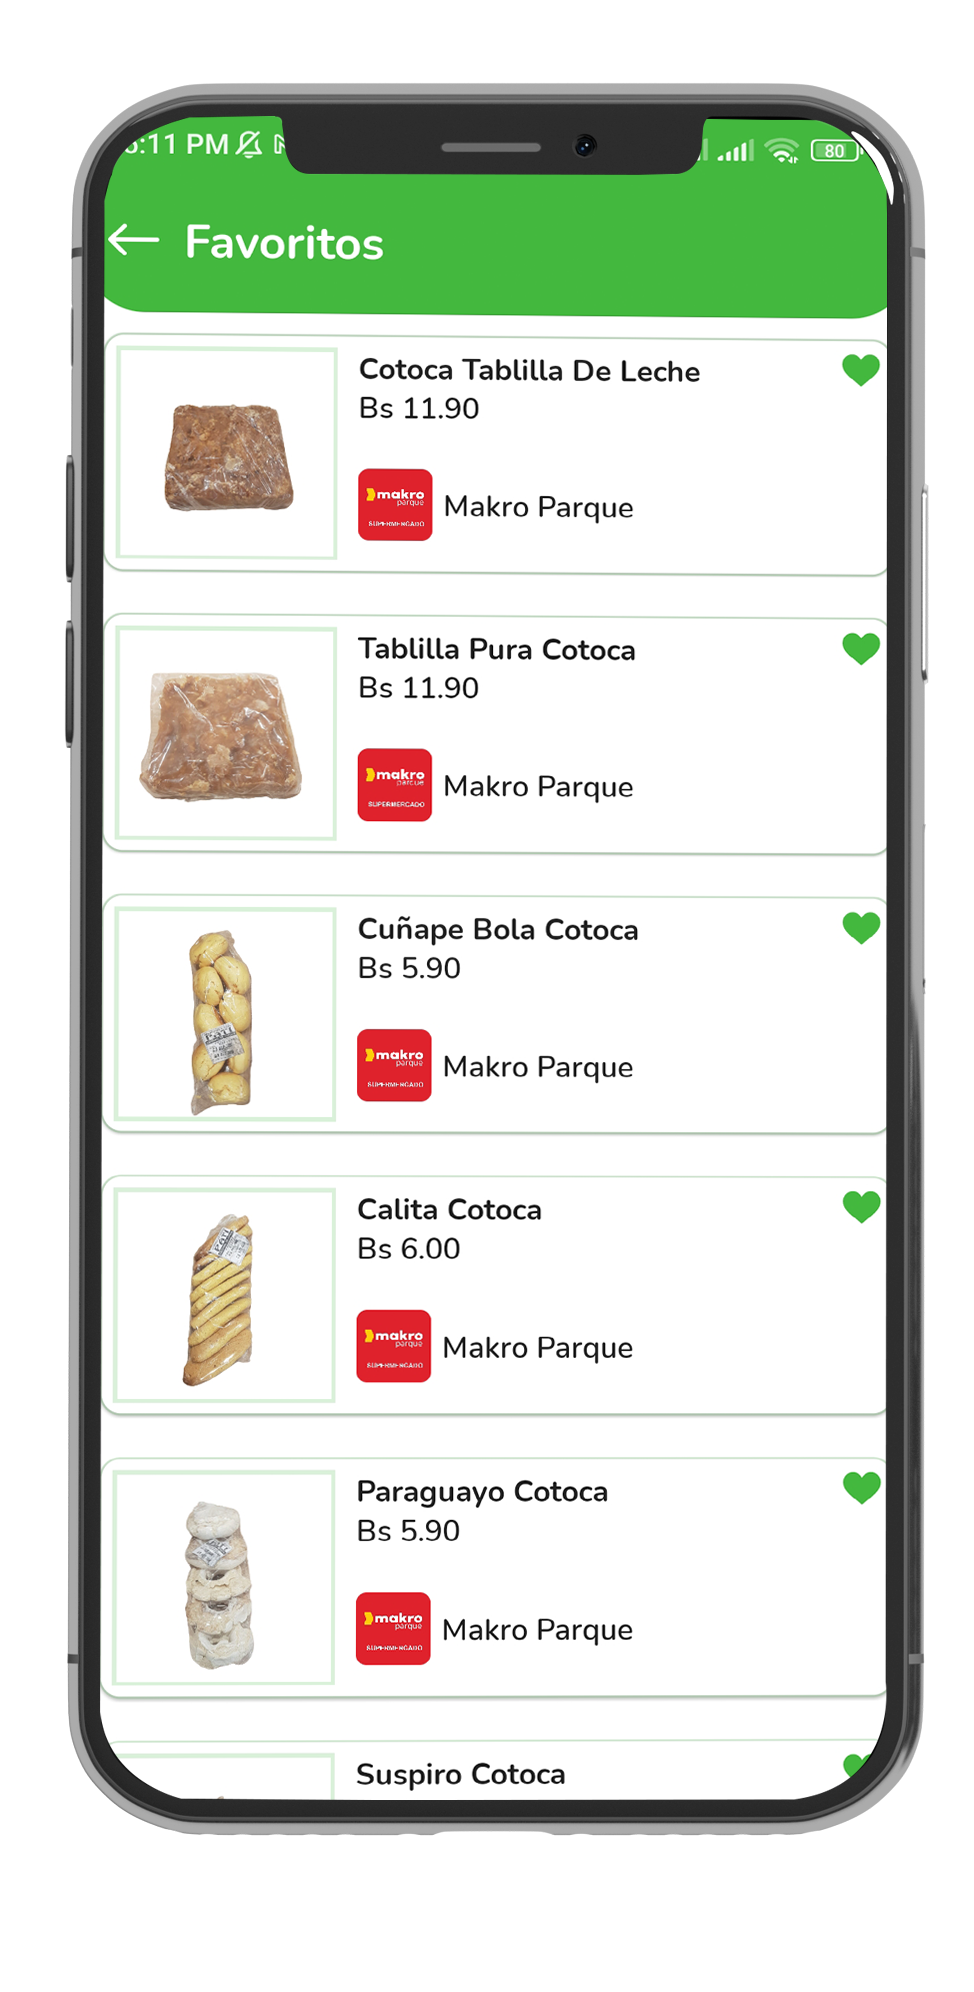 :11 PM
80
Favoritos
Cotoca Tablilla De Leche
Bs 11.90
makro
parque
SUPERMERCADO
Makro Parque
Tablilla Pura Cotoca
Bs 11.90
makro
parque
SUPERMERCADO
Makro Parque
Cuñape Bola Cotoca
Bs 5.90
makro
parque
SUPERMERCADO
Makro Parque
Calita Cotoca
Bs 6.00
makro
parque
SUPERMERCADO
Makro Parque
Paraguayo Cotoca
Bs 5.90
makro
parque
SUPERMERCADO
Makro Parque
Suspiro Cotoca